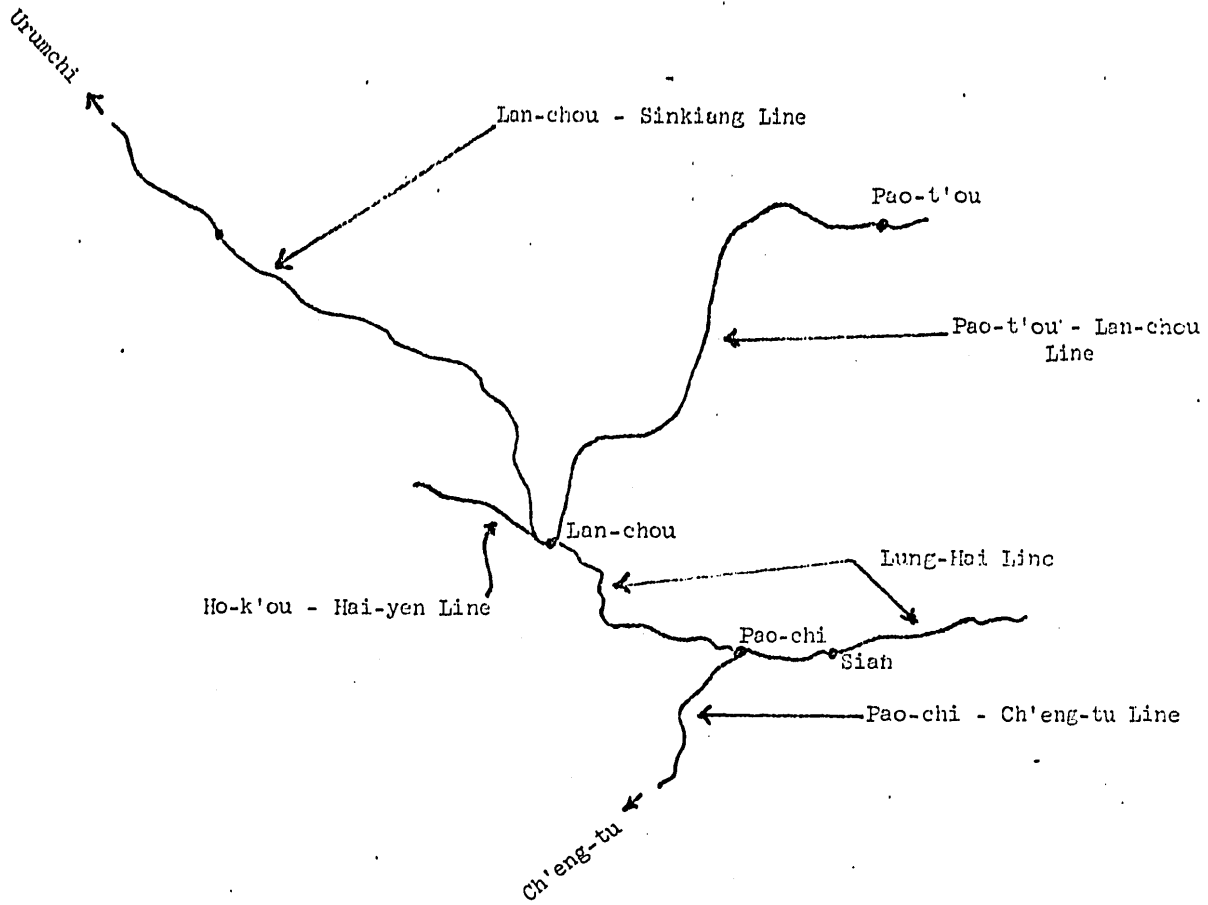 Urumchi
Lan-chou - Sinkiang Line
Pao-t'ou
Pao-t'ou - Lan-chou
Line
Lan-chou
Lung-Hai Line
Ho-k'ou - Hai-yen Line
Pao-chi
Sian
Pao-chi - Ch'eng-tu Line
Ch'eng-tu